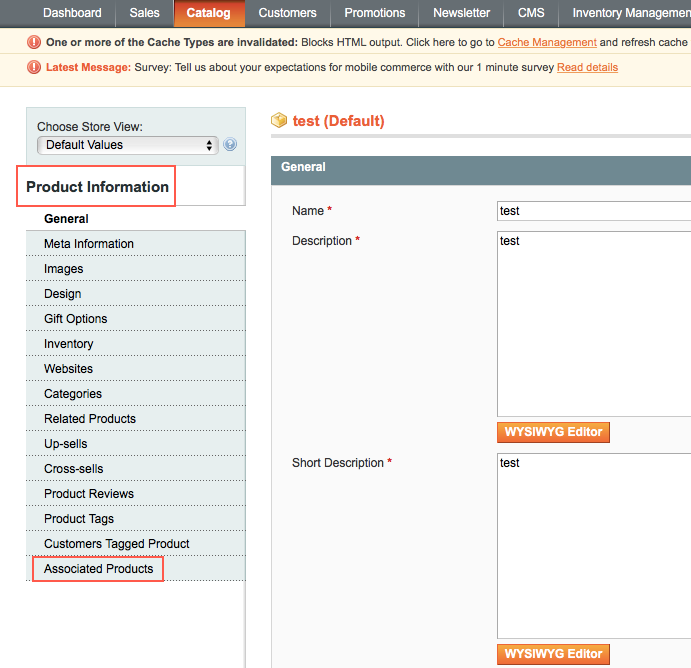 Dashboard Sales Catalog Customers Promotions Newsletter CMS Inventory Managemen
One or more of the Cache Types are invalidated: Blocks HTML output. Click here to go to Cache Management and refresh cache
Latest Message: Survey: Tell us about your expectations for mobile commerce with our 1 minute survey Read details
Choose Store View:
Default Values
Product Information
General
Meta Information
Images
Design
Gift Options
Inventory
Websites
Categories
Related Products
Up-sells
Cross-sells
Product Reviews
Product Tags
Customers Tagged Product
Associated Products
test (Default)
General
Name * test
Description * test
WYSIWYG Editor
Short Description * test
WYSIWYG Editor